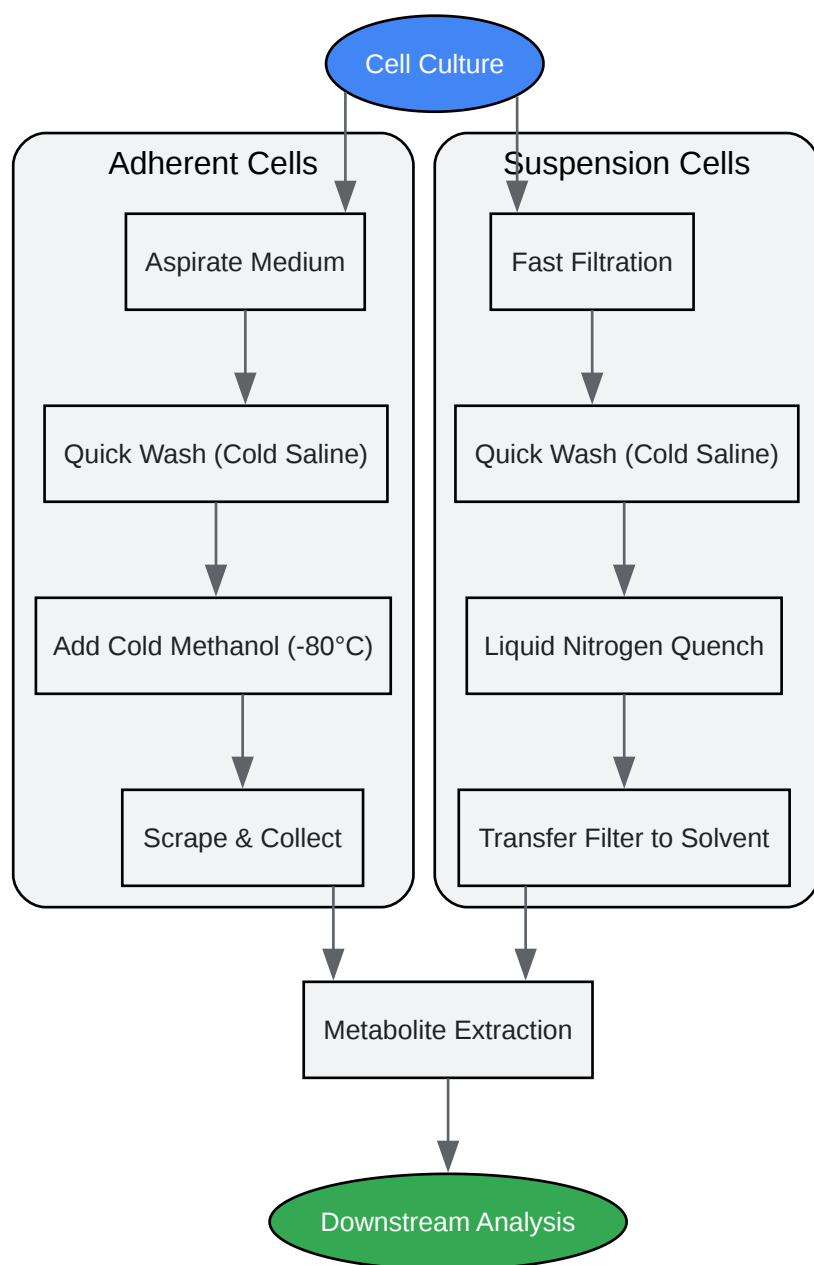 Cell Culture
Adherent Cells
Aspirate Medium
Quick Wash (Cold Saline)
Add Cold Methanol (-80°C)
Scrape & Collect
Suspension Cells
Fast Filtration
Quick Wash (Cold Saline)
Liquid Nitrogen Quench
Transfer Filter to Solvent
Metabolite Extraction
Downstream Analysis